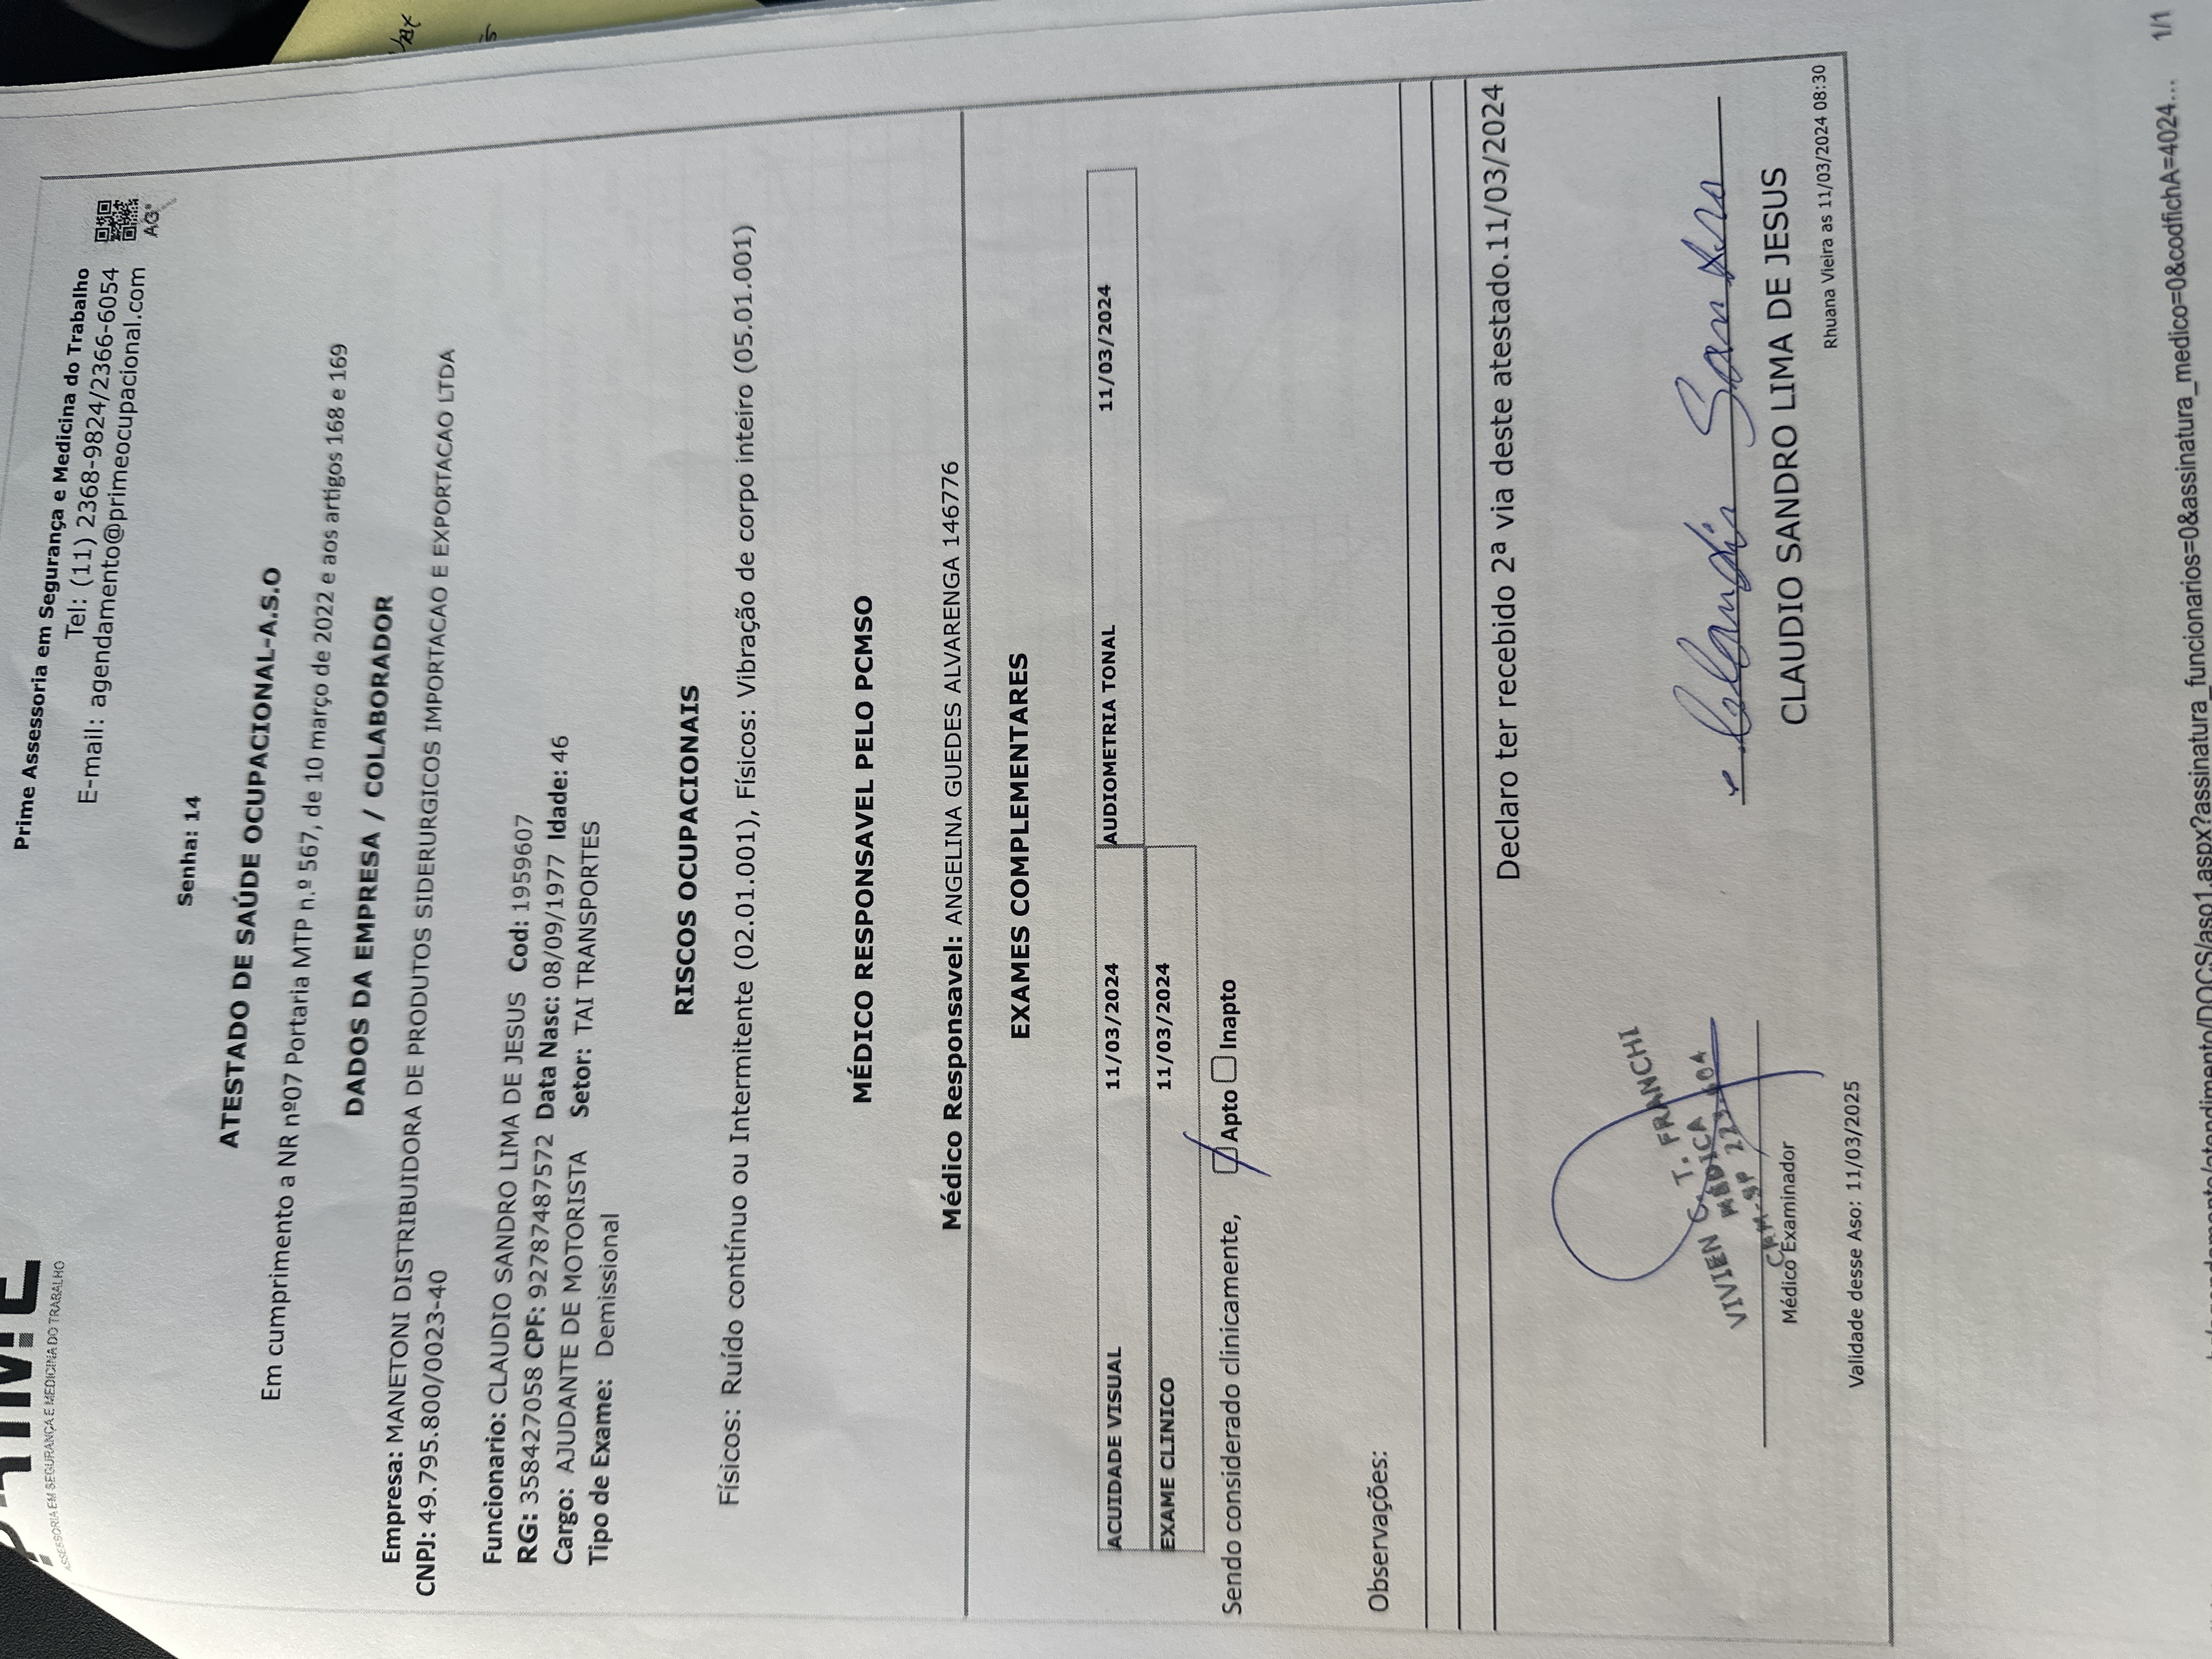 PRIME
ASSESSORIA EM SEGURANÇA E MEDICINA DO TRABALHO
Prime Assessoria em Segurança e Medicina do Trabalho
Tel: (11) 2368-9824/2366-6054
E-mail: agendamento@primeocupacional.com
AG
Senha: 14
ATESTADO DE SAÚDE OCUPACIONAL-A.S.O
Em cumprimento a NR nº07 Portaria MTP n.º 567, de 10 março de 2022 e aos artigos 168 e 169
DADOS DA EMPRESA / COLABORADOR
Empresa: MANETONI DISTRIBUIDORA DE PRODUTOS SIDERURGICOS IMPORTACAO E EXPORTACAO LTDA
CNPJ: 49.795.800/0023-40
Funcionario: CLAUDIO SANDRO LIMA DE JESUS Cod: 1959607
RG: 358427058 CPF: 92787487572 Data Nasc: 08/09/1977 Idade: 46
Cargo: AJUDANTE DE MOTORISTA Setor: TAI TRANSPORTES
Tipo de Exame: Demissional
RISCOS OCUPACIONAIS
Físicos: Ruído contínuo ou Intermitente (02.01.001), Físicos: Vibração de corpo inteiro (05.01.001)
MÉDICO RESPONSAVEL PELO PCMSO
Médico Responsavel: ANGELINA GUEDES ALVARENGA 146776
EXAMES COMPLEMENTARES
ACUIDADE VISUAL 11/03/2024 AUDIOMETRIA TONAL 11/03/2024
EXAME CLINICO 11/03/2024
Sendo considerado clinicamente, Apto Inapto
Observações:
Declaro ter recebido 2ª via deste atestado.11/03/2024
VIVIEN C. T. FRANCHI
MÉDICA
CRM-SP 223.604
Médico Examinador
Claudio Sandro
CLAUDIO SANDRO LIMA DE JESUS
Rhuana Vieira as 11/03/2024 08:30
Validade desse Aso: 11/03/2025
/atendimento/DOCS/aso1.aspx?assinatura_funcionarios=0&assinatura_medico=0&codfichA=4024... 1/1